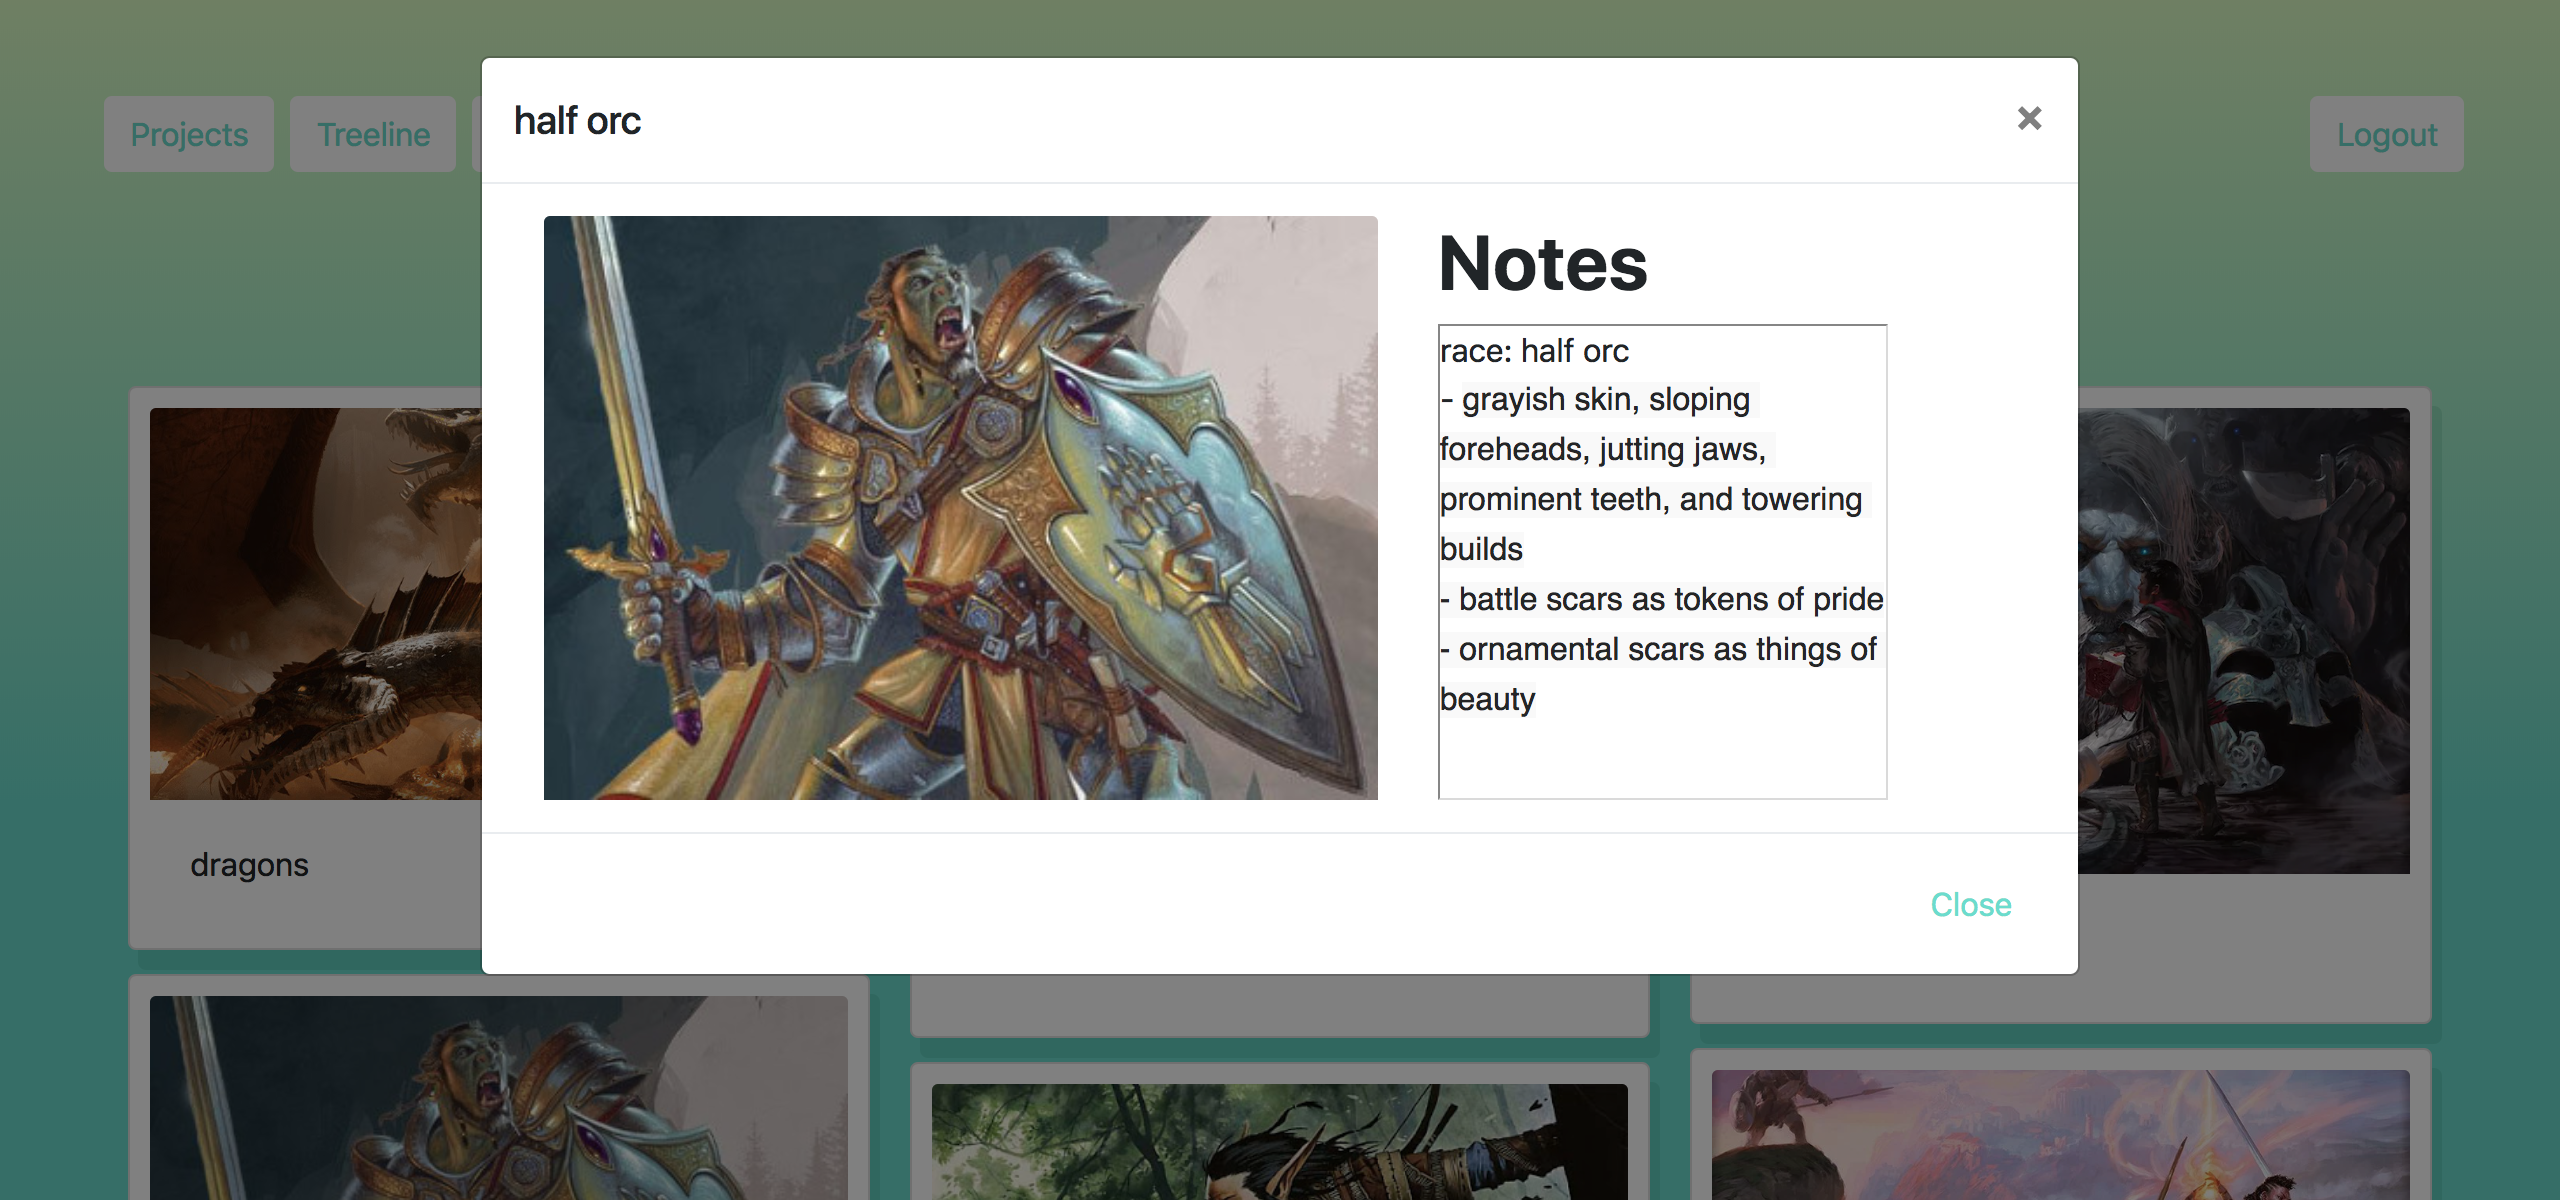 Projects
Treeline
Logout
half orc
×
Notes
race: half orc
- grayish skin, sloping
foreheads, jutting jaws,
prominent teeth, and towering
builds
- battle scars as tokens of pride
- ornamental scars as things of
beauty
dragons
Close